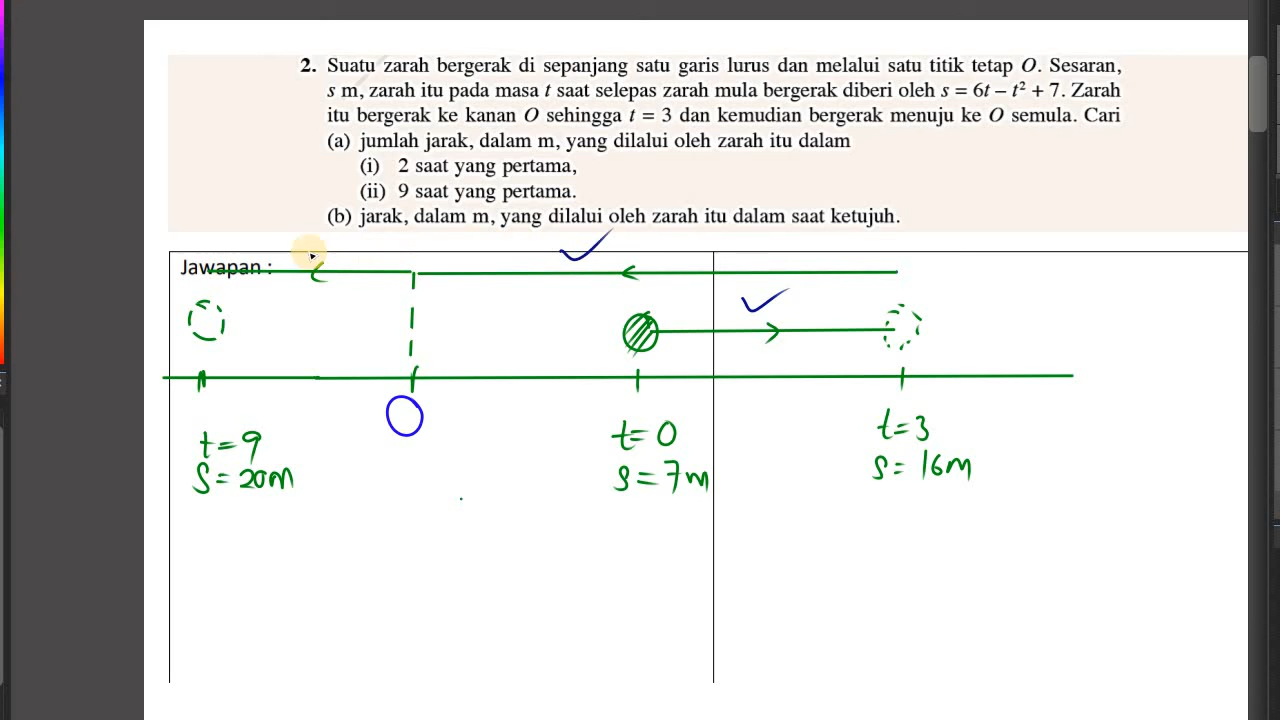 2. Suatu zarah bergerak di sepanjang satu garis lurus dan melalui satu titik tetap O. Sesaran,
s m, zarah itu pada masa t saat selepas zarah mula bergerak diberi oleh s = 6t – t² + 7. Zarah
itu bergerak ke kanan O sehingga t = 3 dan kemudian bergerak menuju ke O semula. Cari
(a) jumlah jarak, dalam m, yang dilalui oleh zarah itu dalam
(i) 2 saat yang pertama,
(ii) 9 saat yang pertama.
(b) jarak, dalam m, yang dilalui oleh zarah itu dalam saat ketujuh.
Jawapan :
O
t=9
s=20m
t=0
s=7m
t=3
s=16m